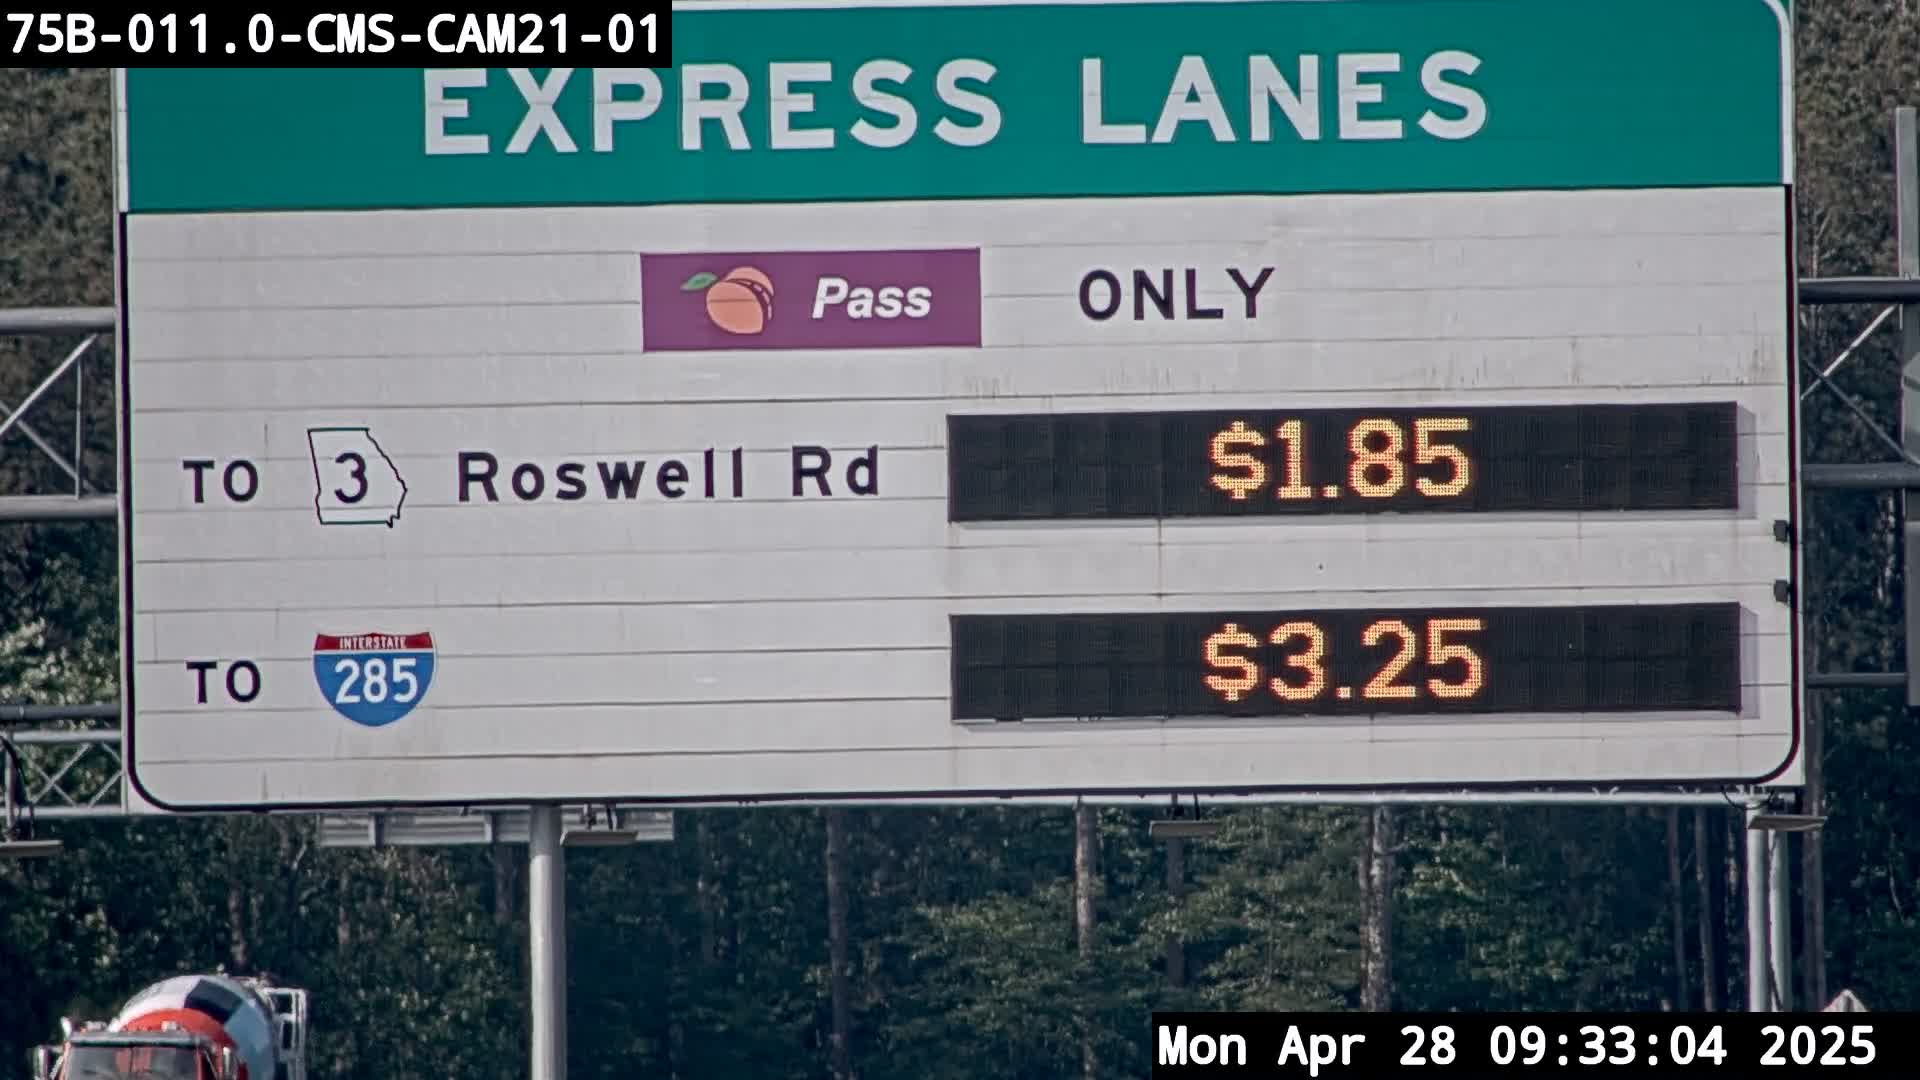 75B-011.0-CMS-CAM21-01
EXPRESS LANES
Pass ONLY
TO 3 Roswell Rd $1.85
INTERSTATE
TO 285 $3.25
Mon Apr 28 09:33:04 2025